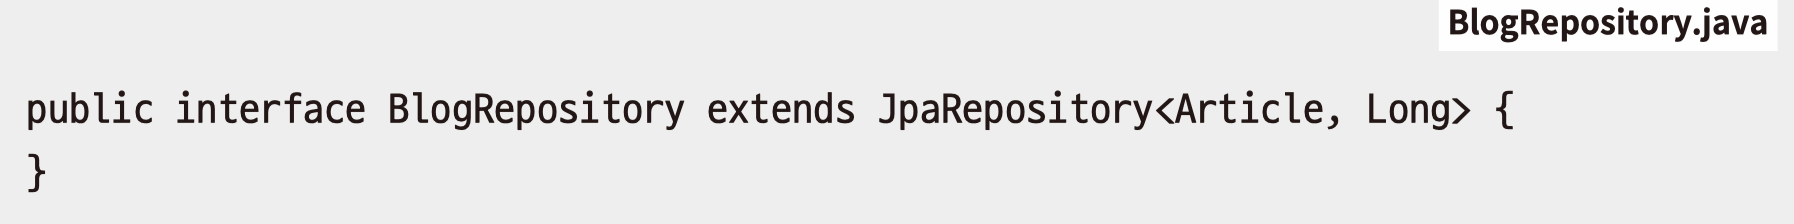 BlogRepository.java
public interface BlogRepository extends JpaRepository<Article, Long> {
}